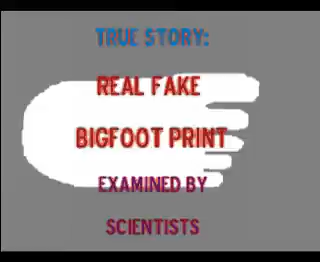 TRUE STORY:
REAL FAKE
BIGFOOT PRINT
EXAMINED BY
SCIENTISTS